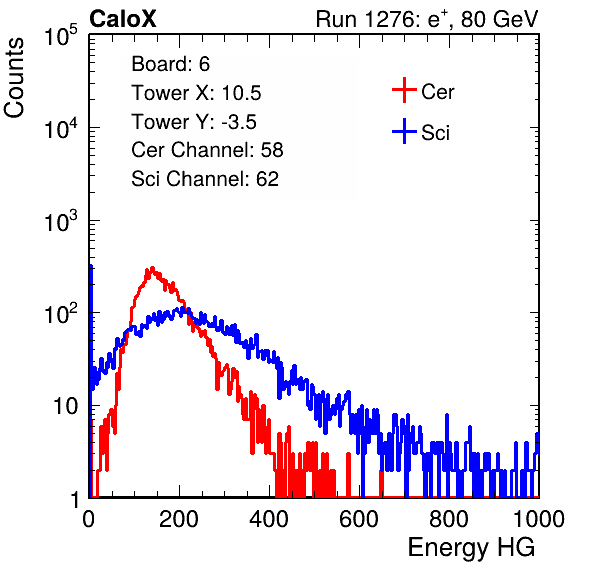 CaloX Run 1276: e⁺, 80 GeV
Counts
Board: 6
Tower X: 10.5
Tower Y: -3.5
Cer Channel: 58
Sci Channel: 62
Cer
Sci
10⁵
10⁴
10³
10²
10
1
0 200 400 600 800 1000
Energy HG